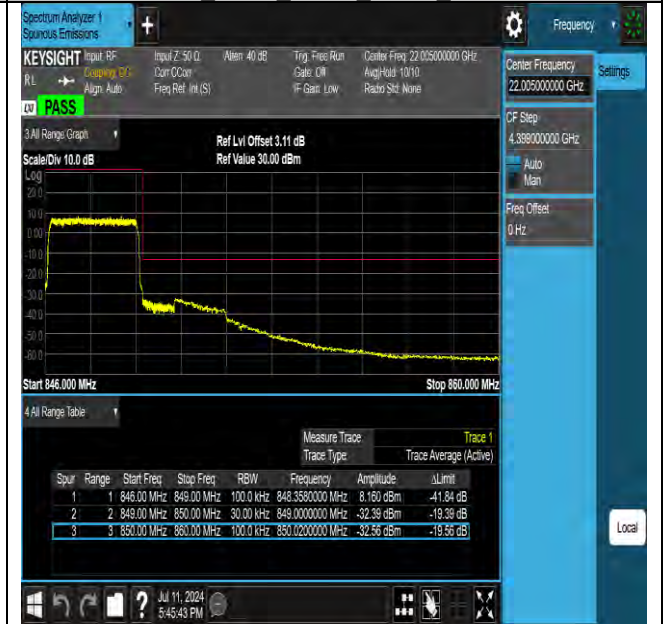 Spectrum Analyzer 1
Spurious Emissions
+
Frequency
KEYSIGHT Input: RF Input Z: 50 Ω Atten: 40 dB Trig: Free Run Center Freq: 22.005000000 GHz
RL Coupling: DC Corr CCorr Gate: Off Avg|Hold: 10/10
Align: Auto Freq Ref: Int (S) IF Gain: Low Radio Std: None
LXI PASS
Center Frequency
22.005000000 GHz
Settings
CF Step
4.399000000 GHz
Auto
Man
Freq Offset
0 Hz
3 All Range Graph
Ref Lvl Offset 3.11 dB
Scale/Div 10.0 dB Ref Value 30.00 dBm
Log
20.0
10.0
0.00
-10.0
-20.0
-30.0
-40.0
-50.0
-60.0
Start 846.000 MHz Stop 860.000 MHz
4 All Range Table
Measure Trace Trace 1
Trace Type Trace Average (Active)
Spur Range Start Freq Stop Freq RBW Frequency Amplitude ΔLimit
1 1 846.00 MHz 849.00 MHz 100.0 kHz 848.3580000 MHz 8.160 dBm -41.84 dB
2 2 849.00 MHz 850.00 MHz 30.00 kHz 849.0000000 MHz -32.39 dBm -19.39 dB
3 3 850.00 MHz 860.00 MHz 100.0 kHz 850.0200000 MHz -32.56 dBm -19.56 dB
Local
? Jul 11, 2024
5:45:43 PM